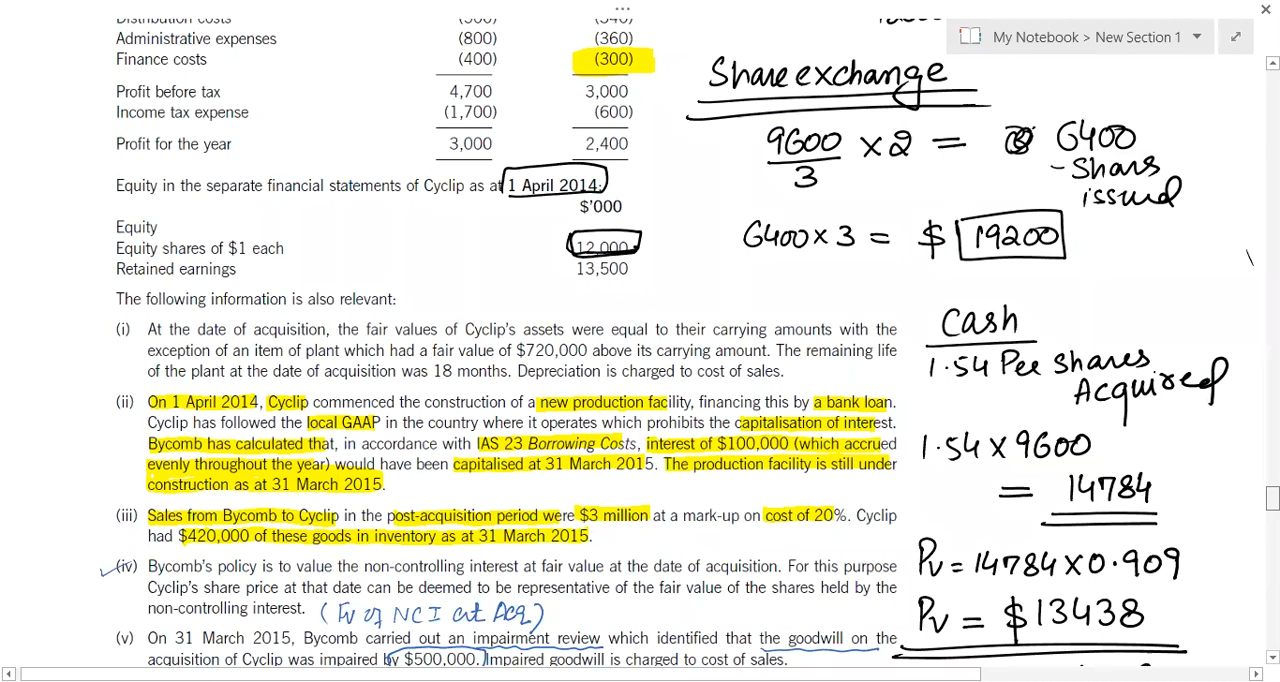 Administrative expenses (800) (360)
Finance costs (400) (300)
Profit before tax 4,700 3,000
Income tax expense (1,700) (600)
Profit for the year 3,000 2,400
Equity in the separate financial statements of Cyclip as at 1 April 2014:
$'000
Equity
Equity shares of $1 each 12,000
Retained earnings 13,500
The following information is also relevant:
(i) At the date of acquisition, the fair values of Cyclip's assets were equal to their carrying amounts with the
exception of an item of plant which had a fair value of $720,000 above its carrying amount. The remaining life
of the plant at the date of acquisition was 18 months. Depreciation is charged to cost of sales.
(ii) On 1 April 2014, Cyclip commenced the construction of a new production facility, financing this by a bank loan.
Cyclip has followed the local GAAP in the country where it operates which prohibits the capitalisation of interest.
Bycomb has calculated that, in accordance with IAS 23 Borrowing Costs, interest of $100,000 (which accrued
evenly throughout the year) would have been capitalised at 31 March 2015. The production facility is still under
construction as at 31 March 2015.
(iii) Sales from Bycomb to Cyclip in the post-acquisition period were $3 million at a mark-up on cost of 20%. Cyclip
had $420,000 of these goods in inventory as at 31 March 2015.
(iv) Bycomb's policy is to value the non-controlling interest at fair value at the date of acquisition. For this purpose
Cyclip's share price at that date can be deemed to be representative of the fair value of the shares held by the
non-controlling interest. (Fv of NCI at Acq)
(v) On 31 March 2015, Bycomb carried out an impairment review which identified that the goodwill on the
acquisition of Cyclip was impaired by $500,000. Impaired goodwill is charged to cost of sales.
My Notebook > New Section 1
Share exchange
9600
3
× 2 = 6400
- Shares
issued
6400 × 3 = $ 19200
Cash
1.54 Per shares
Acquired
1.54 × 9600
= 14784
Pv = 14784 × 0.909
Pv = $13438